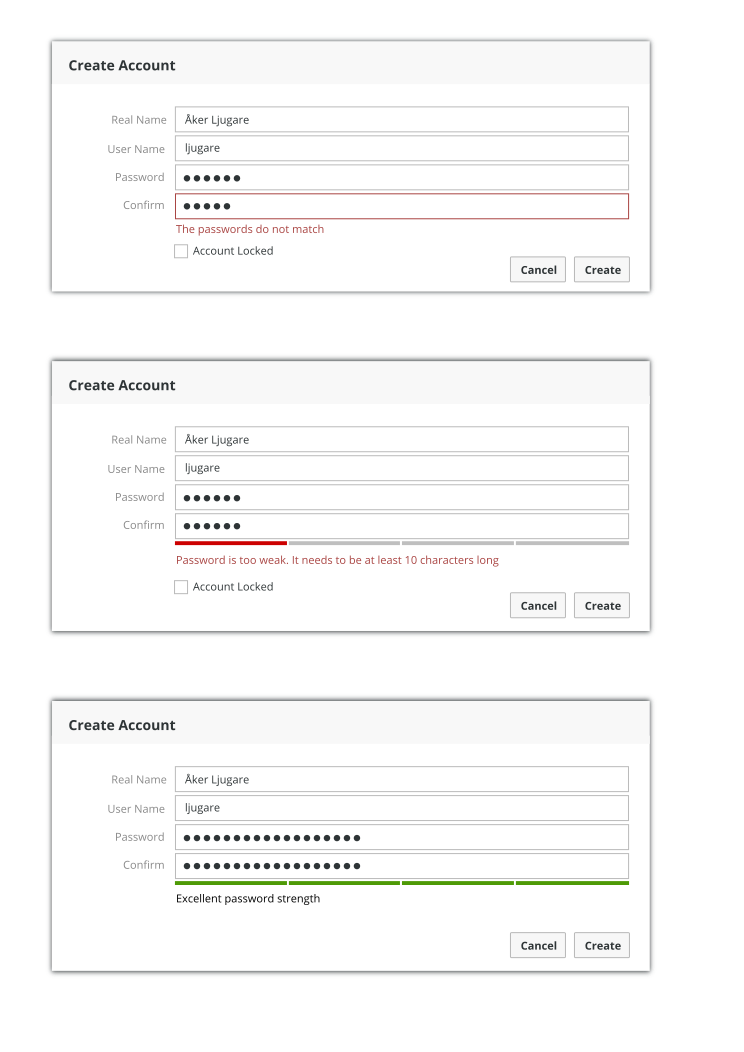 Create Account
Real Name Åker Ljugare
User Name ljugare
Password ●●●●●●
Confirm ●●●●●
The passwords do not match
Account Locked
Cancel Create
Create Account
Real Name Åker Ljugare
User Name ljugare
Password ●●●●●●
Confirm ●●●●●●
Password is too weak. It needs to be at least 10 characters long
Account Locked
Cancel Create
Create Account
Real Name Åker Ljugare
User Name ljugare
Password ●●●●●●●●●●●●●●●●●●
Confirm ●●●●●●●●●●●●●●●●●●
Excellent password strength
Cancel Create